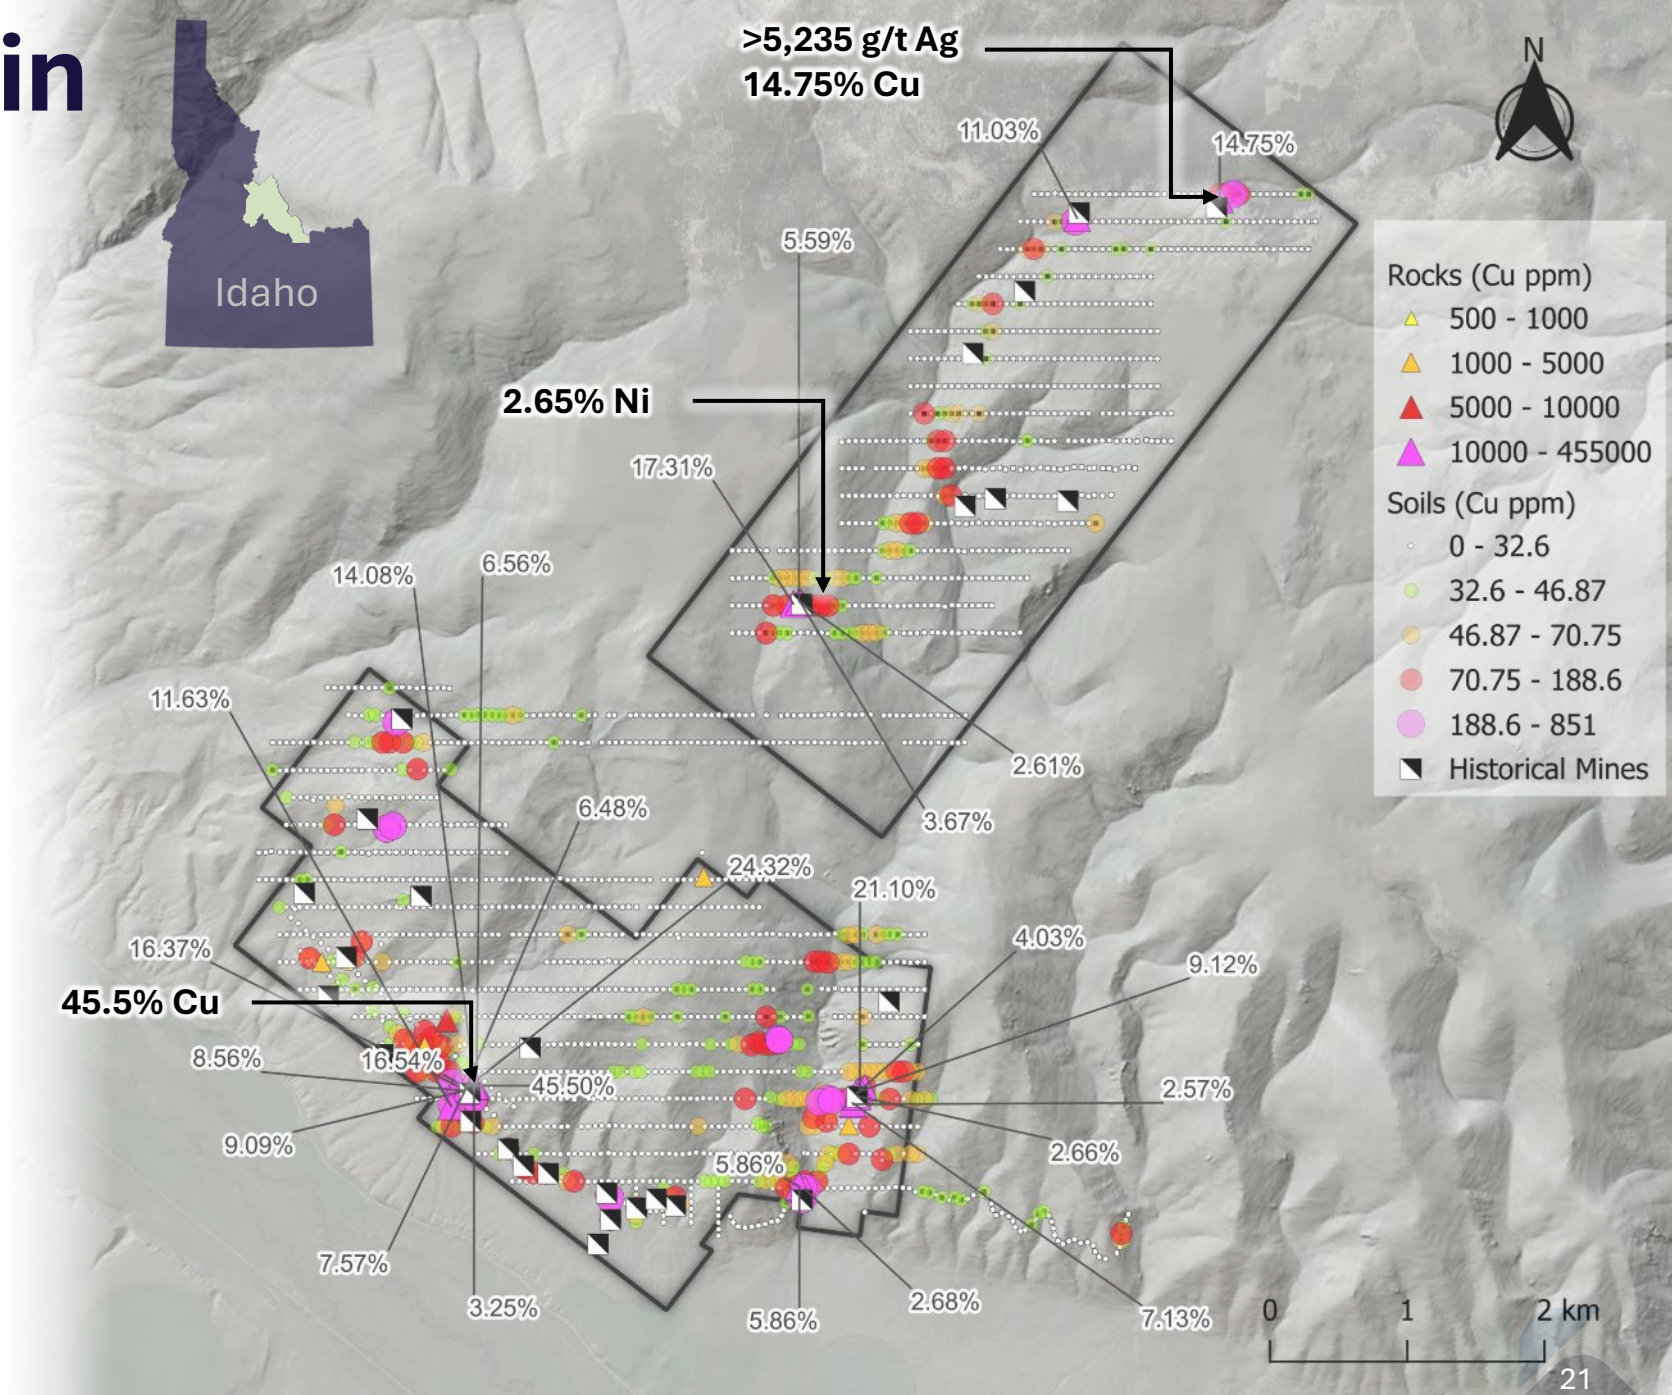 in
Idaho
>5,235 g/t Ag
14.75% Cu
N
11.03%
14.75%
5.59%
2.65% Ni
17.31%
14.08%
6.56%
11.63%
2.61%
3.67%
6.48%
24.32%
21.10%
16.37%
4.03%
9.12%
45.5% Cu
8.56%
16.54%
45.50%
2.57%
9.09%
2.66%
5.86%
7.57%
3.25%
5.86%
2.68%
7.13%
Rocks (Cu ppm)
500 - 1000
1000 - 5000
5000 - 10000
10000 - 455000
Soils (Cu ppm)
0 - 32.6
32.6 - 46.87
46.87 - 70.75
70.75 - 188.6
188.6 - 851
Historical Mines
0 1 2 km
21